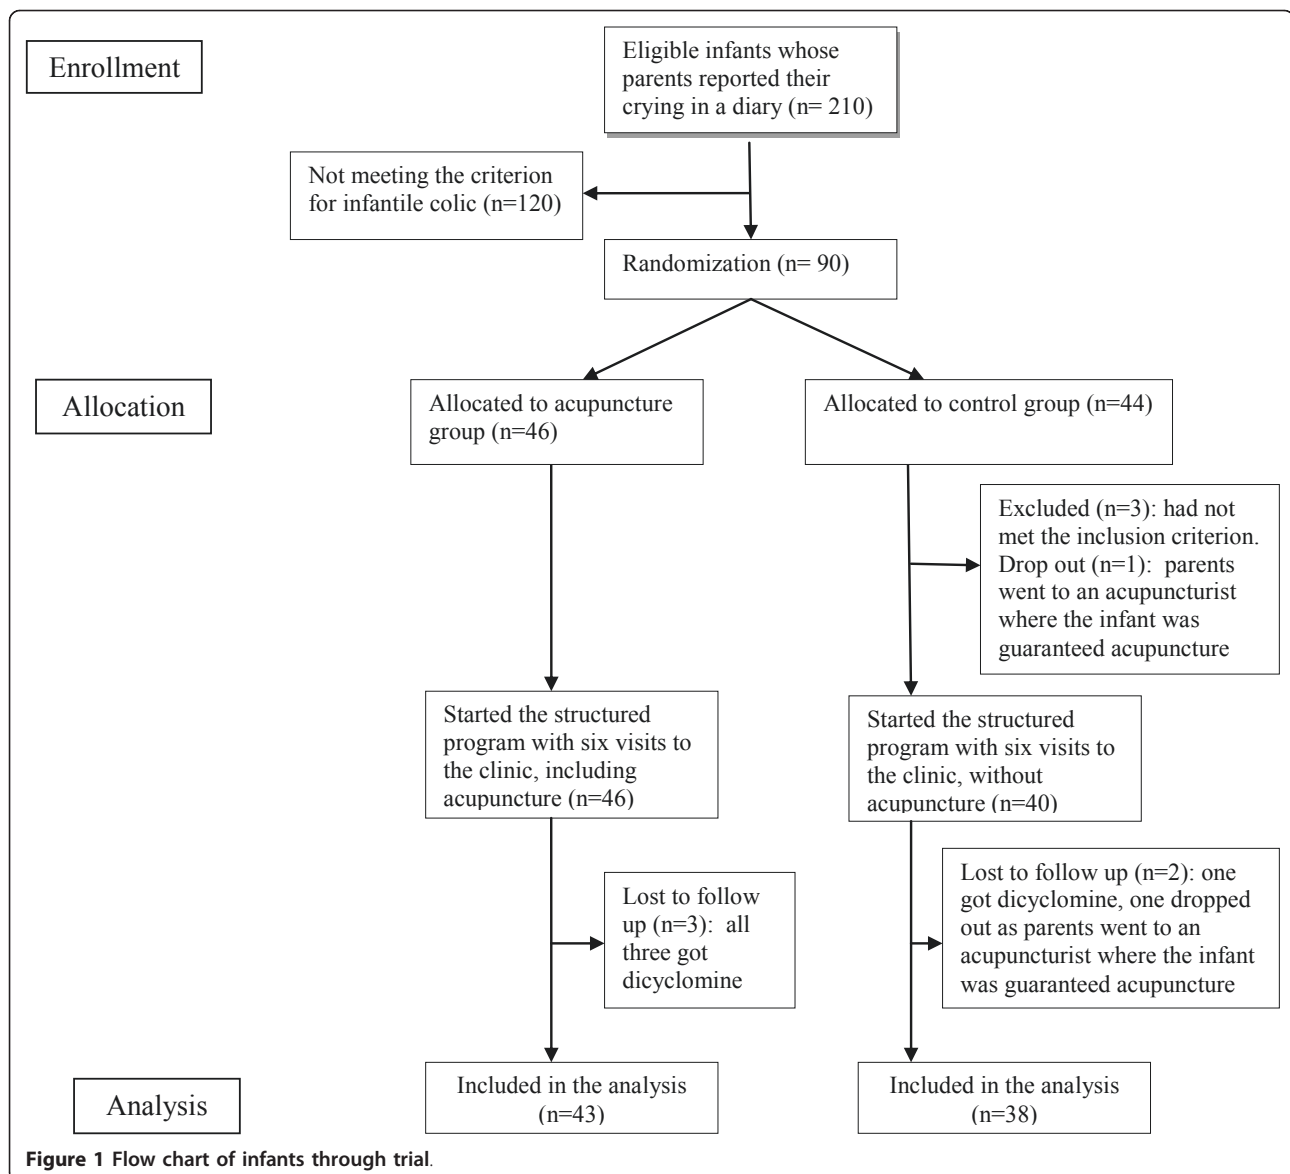 Enrollment
Eligible infants whose
parents reported their
crying in a diary (n= 210)
Not meeting the criterion
for infantile colic (n=120)
Randomization (n= 90)
Allocation
Allocated to acupuncture
group (n=46)
Allocated to control group (n=44)
Excluded (n=3): had not
met the inclusion criterion.
Drop out (n=1): parents
went to an acupuncturist
where the infant was
guaranteed acupuncture
Started the structured
program with six visits to
the clinic, including
acupuncture (n=46)
Started the structured
program with six visits to
the clinic, without
acupuncture (n=40)
Lost to follow
up (n=3): all
three got
dicyclomine
Lost to follow up (n=2): one
got dicyclomine, one dropped
out as parents went to an
acupuncturist where the infant
was guaranteed acupuncture
Analysis
Included in the analysis
(n=43)
Included in the analysis
(n=38)
Figure 1 Flow chart of infants through trial.